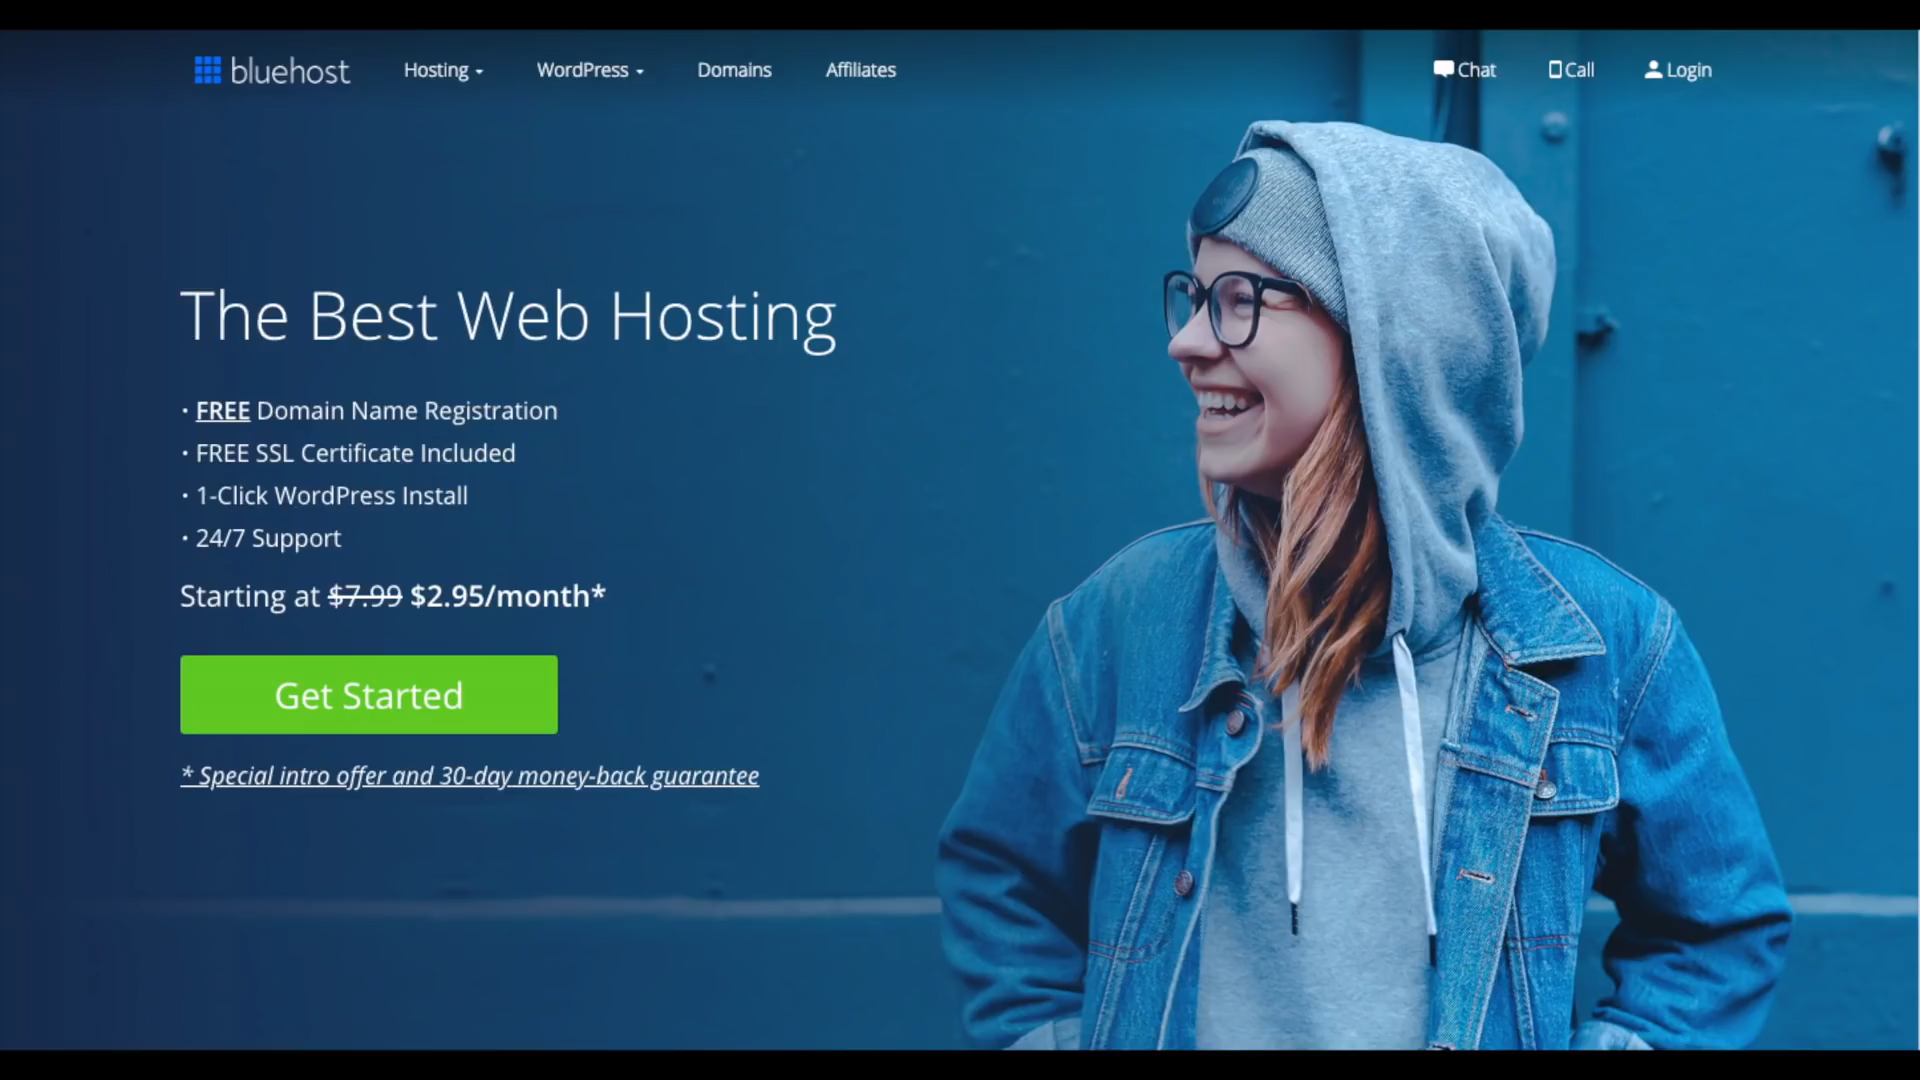 bluehost Hosting WordPress Domains Affiliates Chat Call Login
The Best Web Hosting
· FREE Domain Name Registration
· FREE SSL Certificate Included
· 1-Click WordPress Install
· 24/7 Support
Starting at $7.99 $2.95/month*
Get Started
* Special intro offer and 30-day money-back guarantee